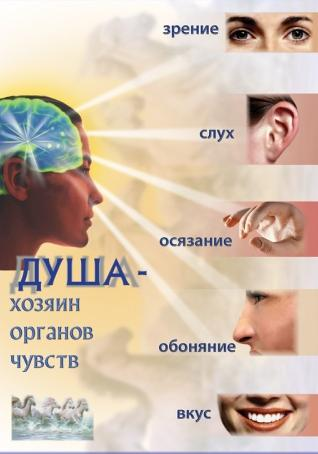 зрение
слух
осязание
ДУША -
хозяин
органов
чувств
обоняние
вкус